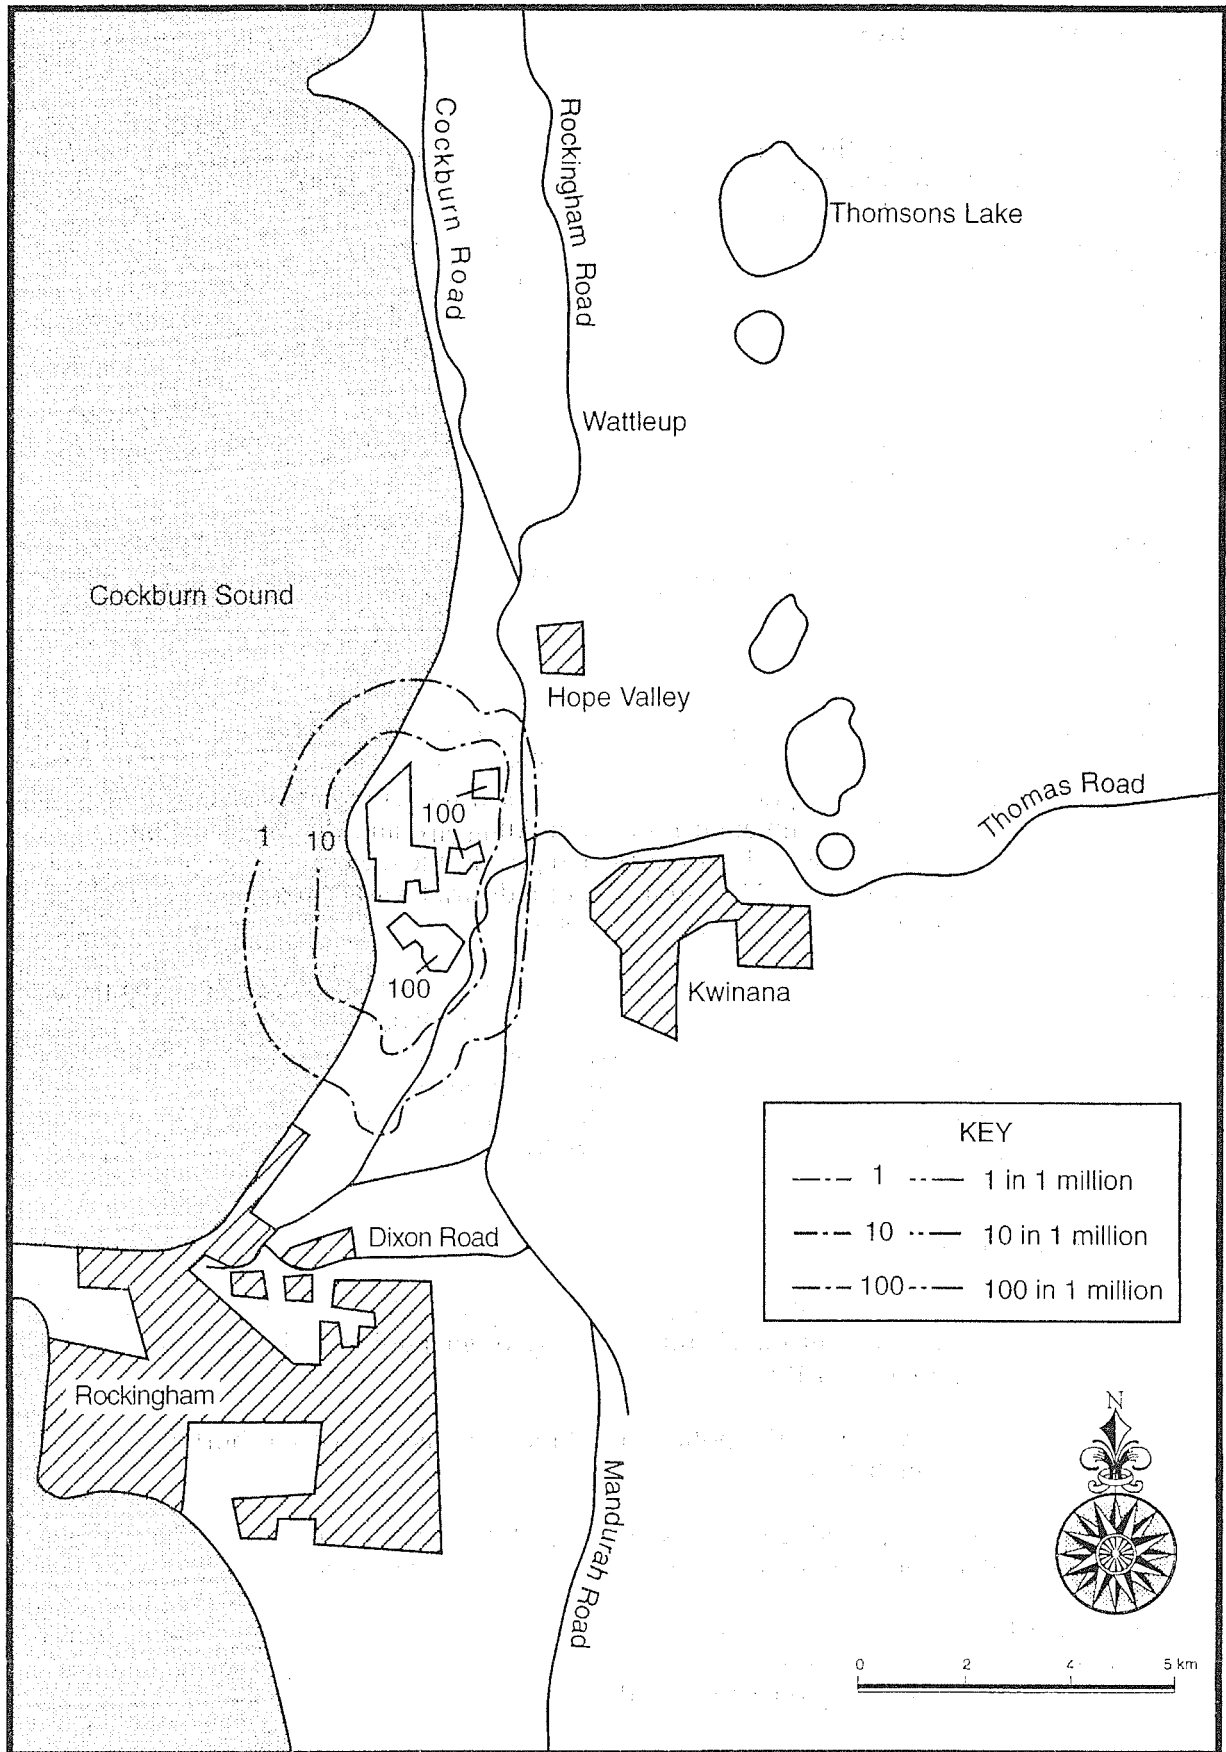 Cockburn Road
Rockingham Road
Thomsons Lake
Wattleup
Cockburn Sound
Hope Valley
Thomas Road
1
10
100
100
Kwinana
KEY
1 1 in 1 million
10 10 in 1 million
100 100 in 1 million
Dixon Road
Rockingham
N
Mandurah Road
0 2 4 5 km